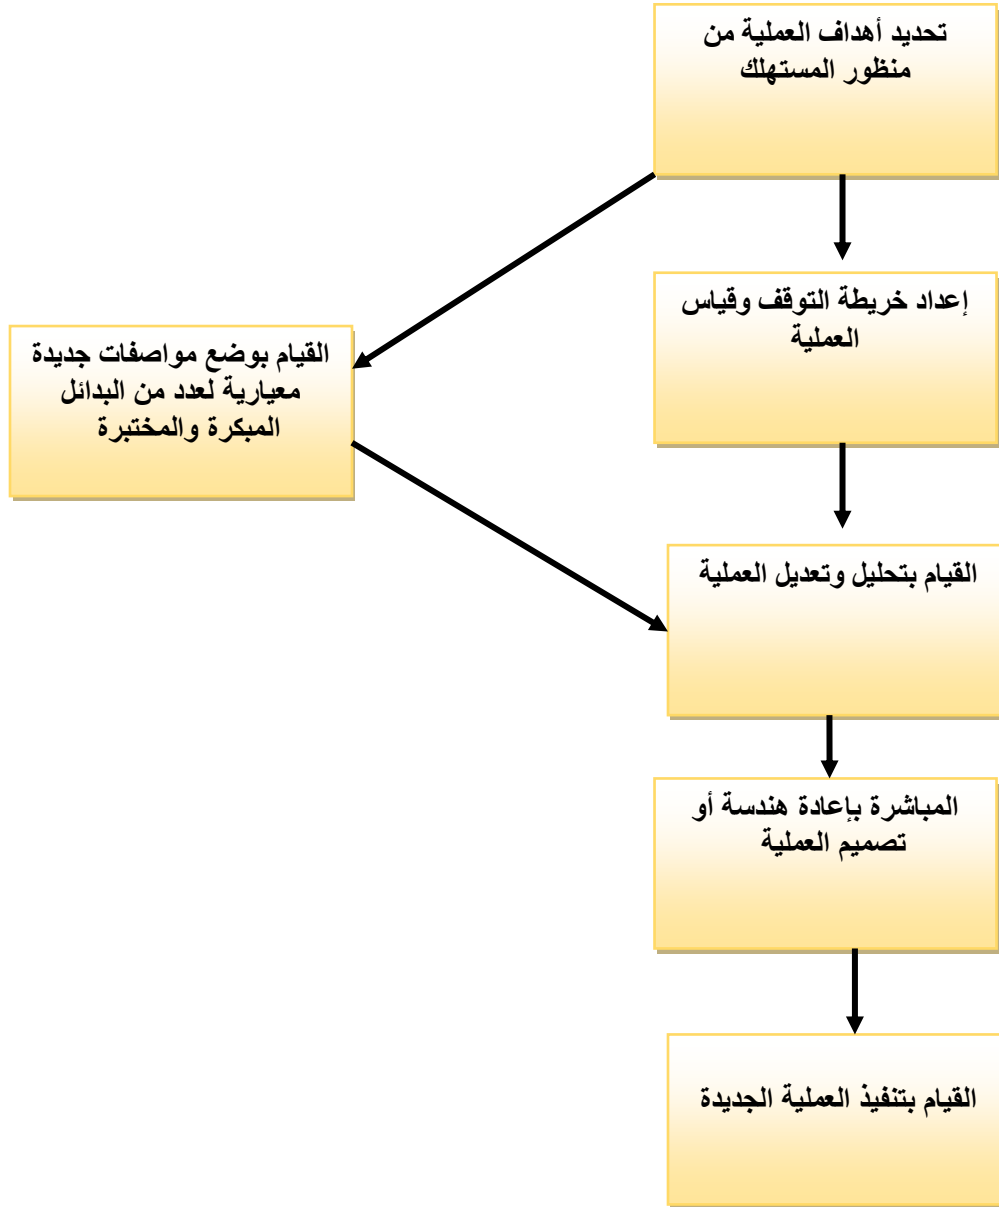 تحديد أهداف العملية من
منظور المستهلك
إعداد خريطة التوقف وقياس
العملية
القيام بوضع مواصفات جديدة
معيارية لعدد من البدائل
المبكرة والمختبرة
القيام بتحليل وتعديل العملية
المباشرة بإعادة هندسة أو
تصميم العملية
القيام بتنفيذ العملية الجديدة